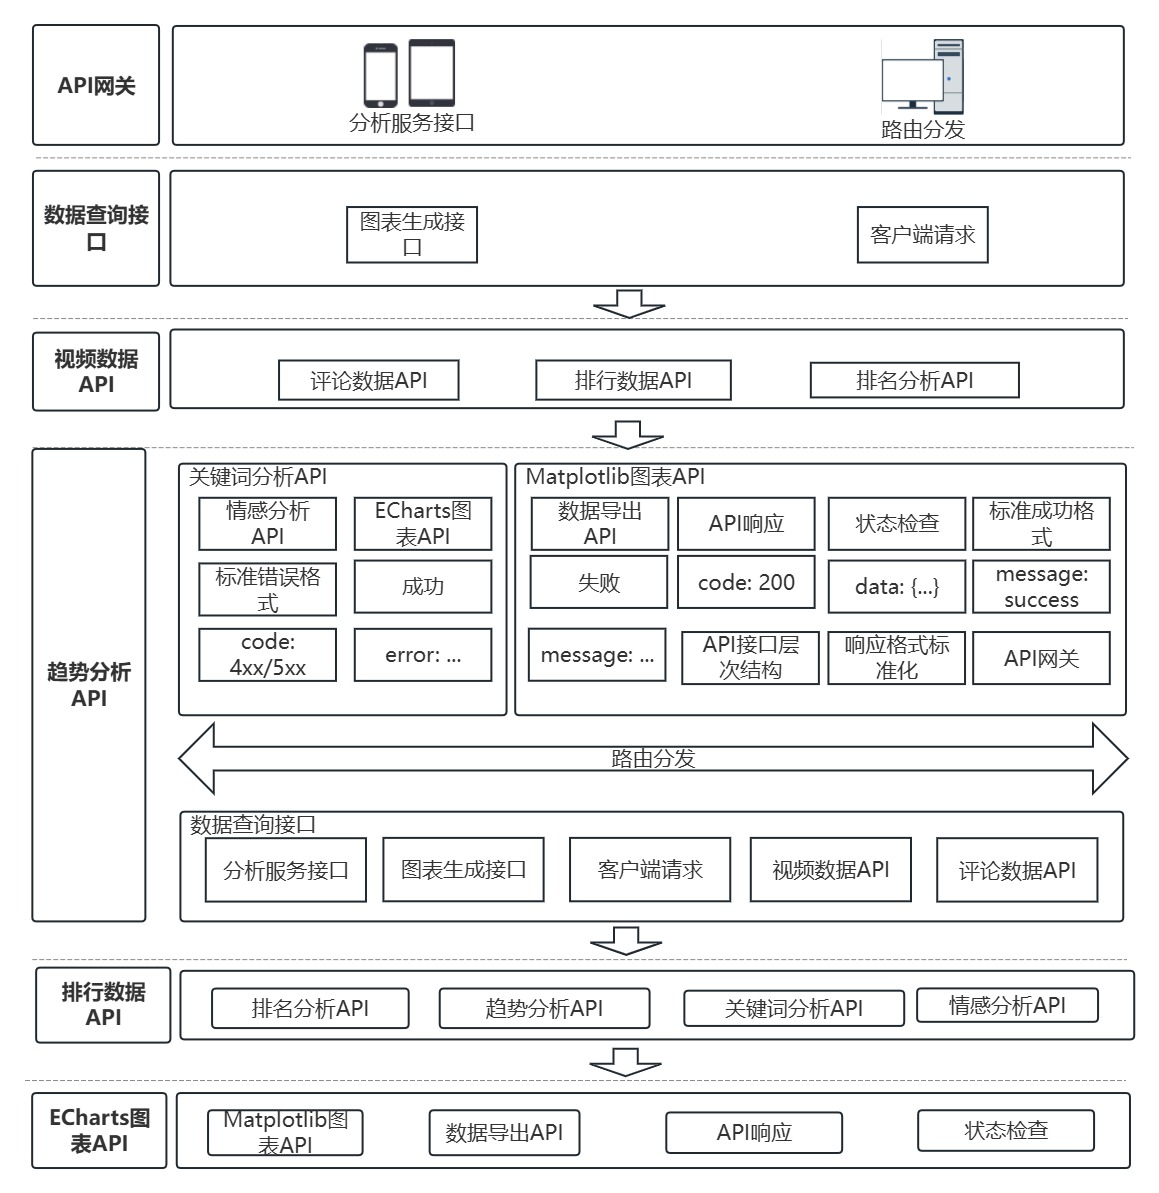 API网关
分析服务接口
路由分发
数据查询接
口
图表生成接
口
客户端请求
视频数据
API
评论数据API
排行数据API
排名分析API
趋势分析
API
关键词分析API
情感分析
API
ECharts图
表API
标准错误格
式
成功
code:
4xx/5xx
error: ...
Matplotlib图表API
数据导出
API
API响应
状态检查
标准成功格
式
失败
code: 200
data: {...}
message:
success
message: ...
API接口层
次结构
响应格式标
准化
API网关
路由分发
数据查询接口
分析服务接口
图表生成接口
客户端请求
视频数据API
评论数据API
排行数据
API
排名分析API
趋势分析API
关键词分析API
情感分析API
ECharts图
表API
Matplotlib图
表API
数据导出API
API响应
状态检查